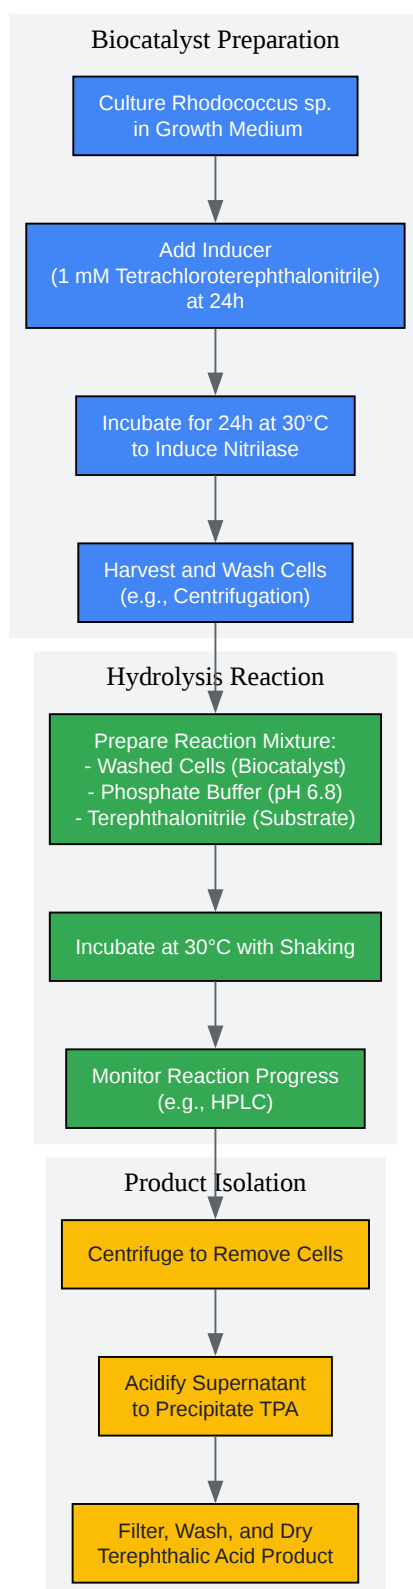 Biocatalyst Preparation
Culture Rhodococcus sp.
in Growth Medium
Add Inducer
(1 mM Tetrachloroterephthalonitrile)
at 24h
Incubate for 24h at 30°C
to Induce Nitrilase
Harvest and Wash Cells
(e.g., Centrifugation)
Hydrolysis Reaction
Prepare Reaction Mixture:
- Washed Cells (Biocatalyst)
- Phosphate Buffer (pH 6.8)
- Terephthalonitrile (Substrate)
Incubate at 30°C with Shaking
Monitor Reaction Progress
(e.g., HPLC)
Product Isolation
Centrifuge to Remove Cells
Acidify Supernatant
to Precipitate TPA
Filter, Wash, and Dry
Terephthalic Acid Product